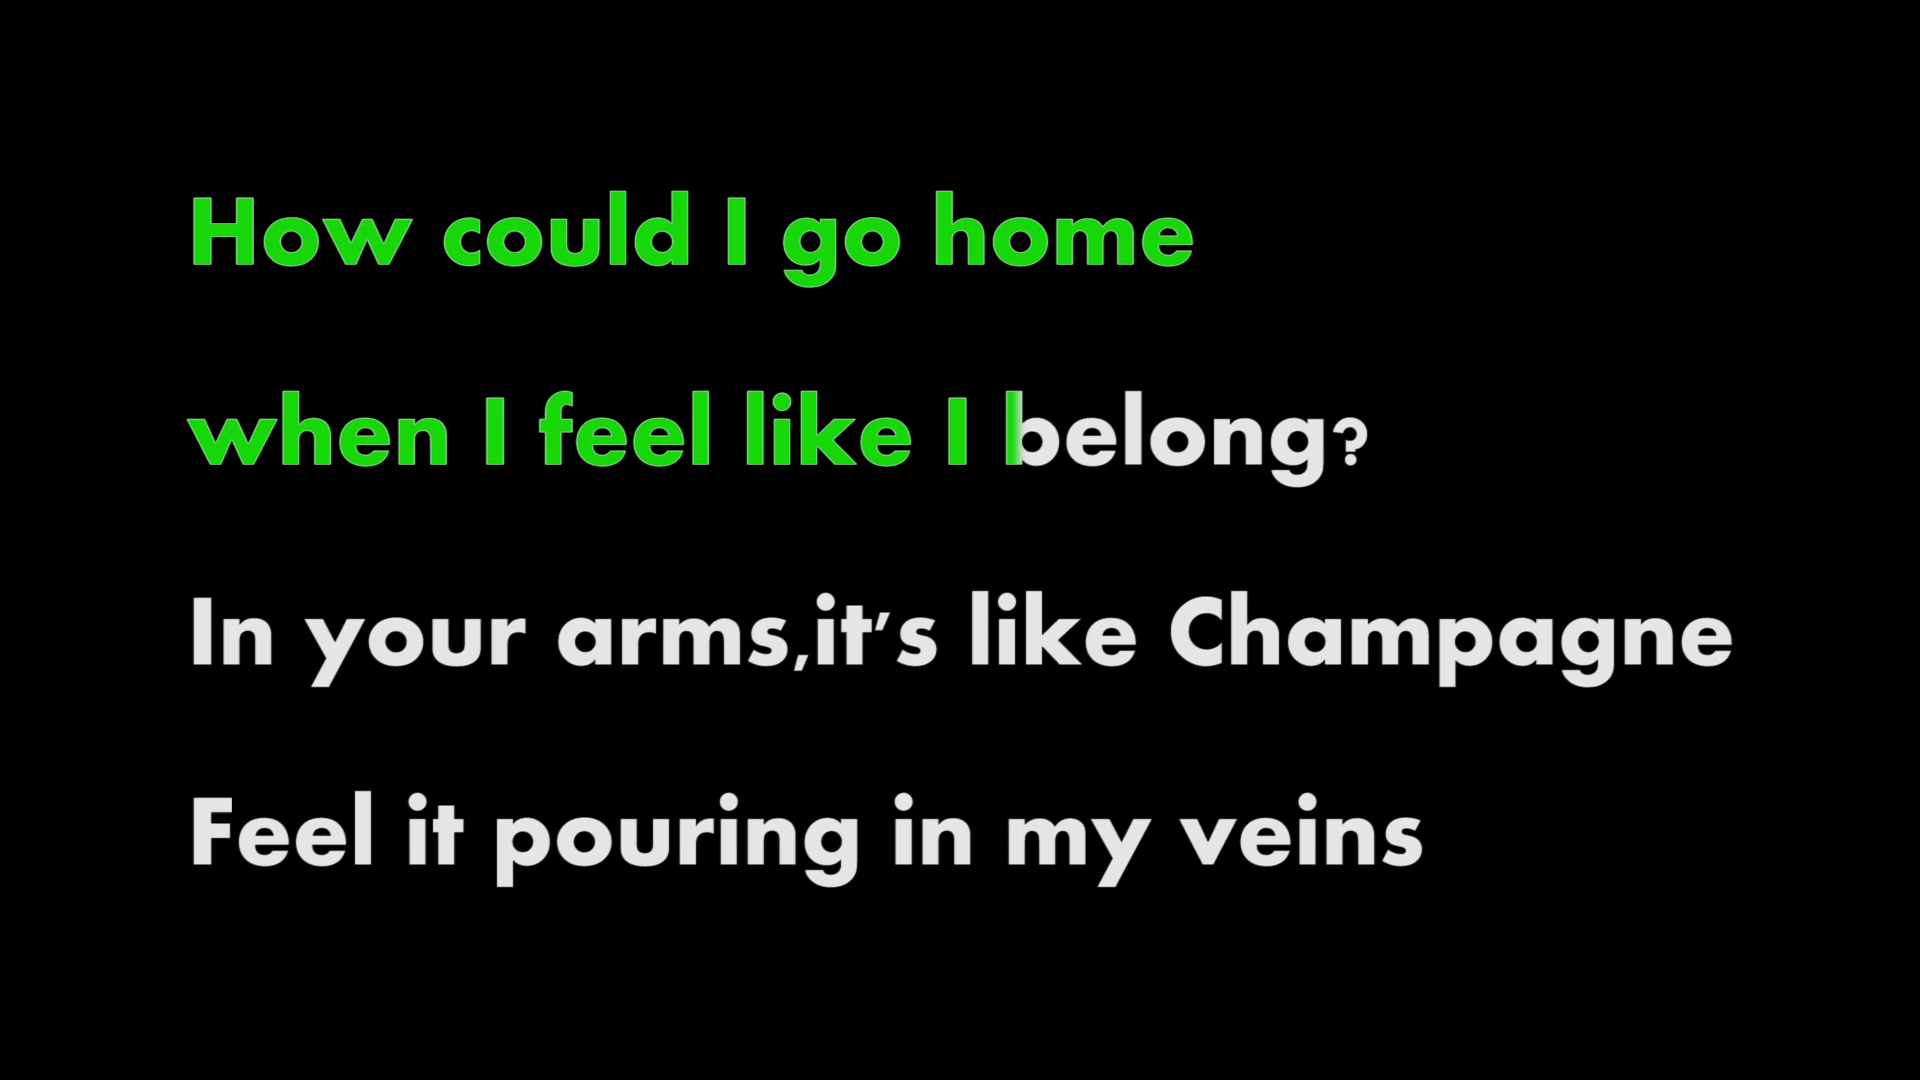 How could I go home
when I feel like I belong?
In your arms,it's like Champagne
Feel it pouring in my veins